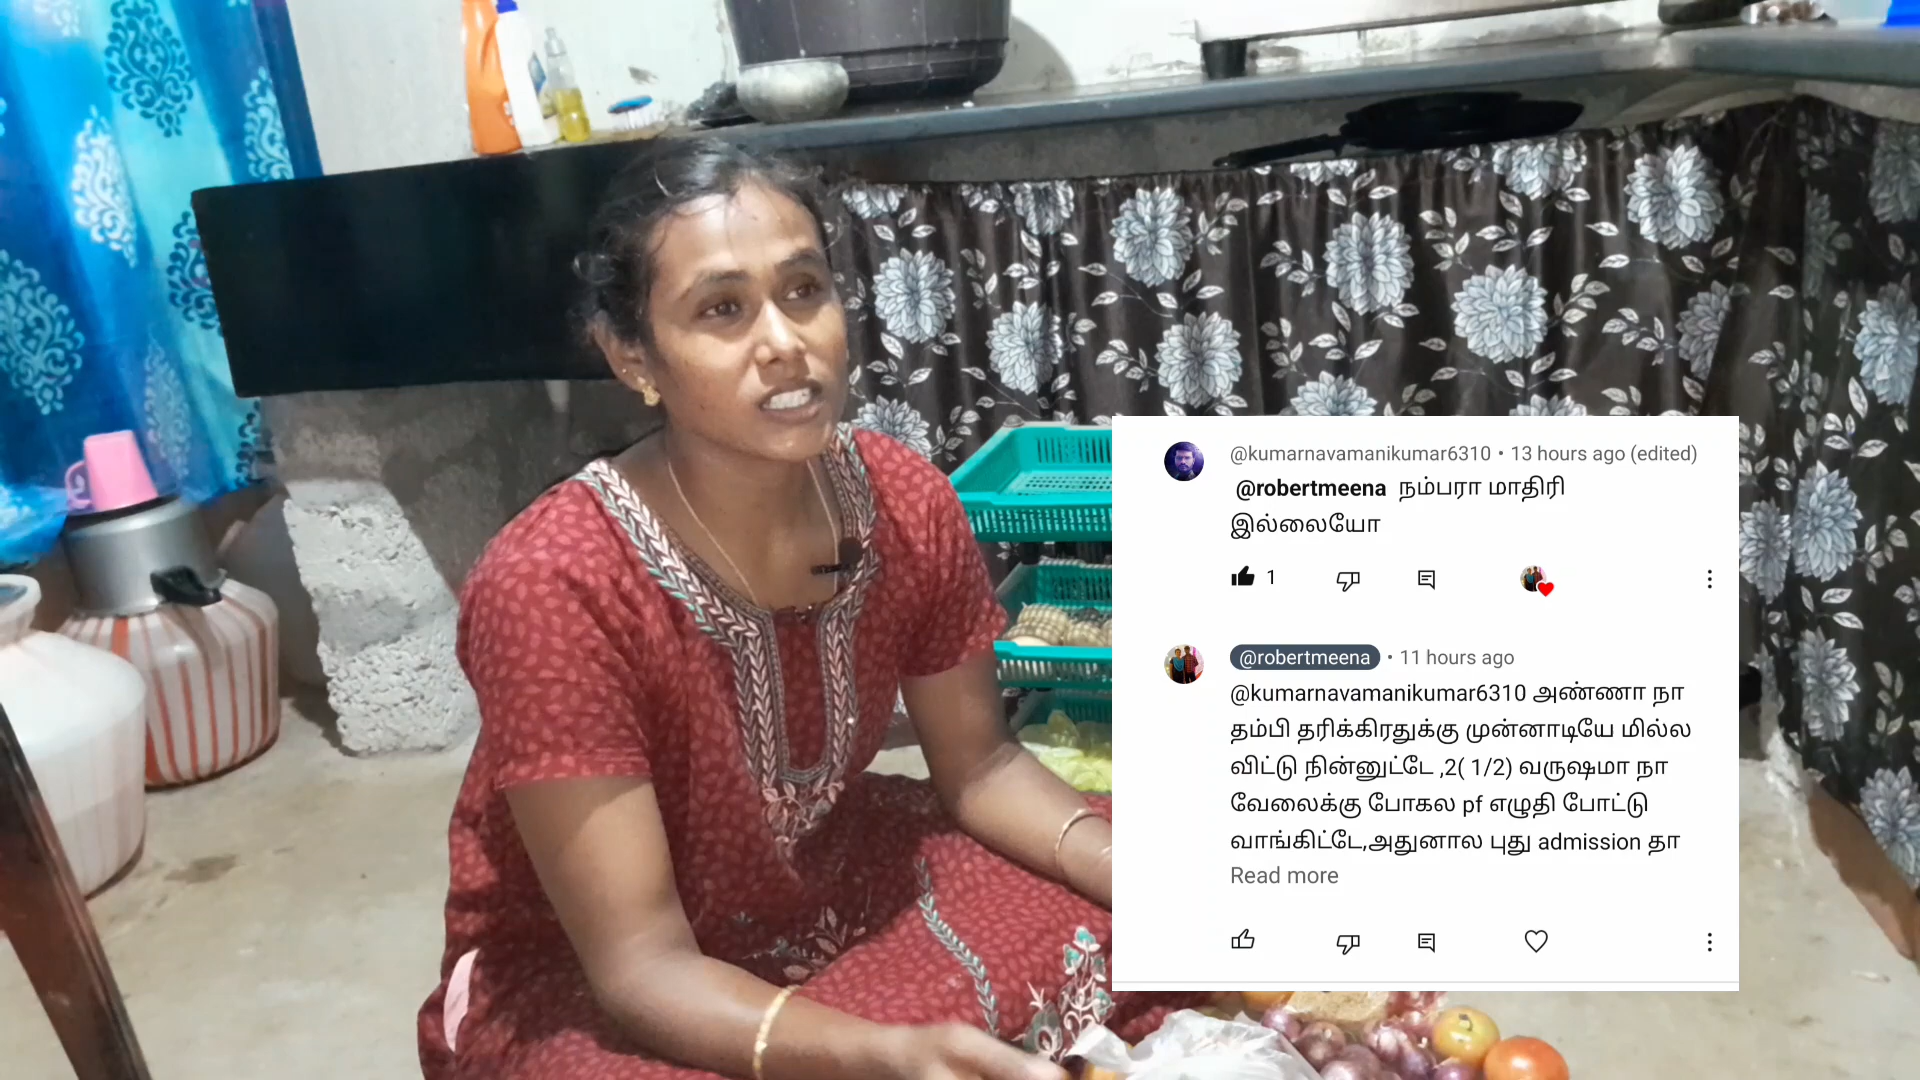 @kumarnavamanikumar6310 • 13 hours ago (edited)
@robertmeena நம்பரா மாதிரி
இல்லையோ
1
@robertmeena • 11 hours ago
@kumarnavamanikumar6310 அண்ணா நா
தம்பி தரிக்கிரதுக்கு முன்னாடியே மில்ல
விட்டு நின்னுட்டே ,2( 1/2) வருஷமா நா
வேலைக்கு போகல pf எழுதி போட்டு
வாங்கிட்டே,அதுனால புது admission தா
Read more